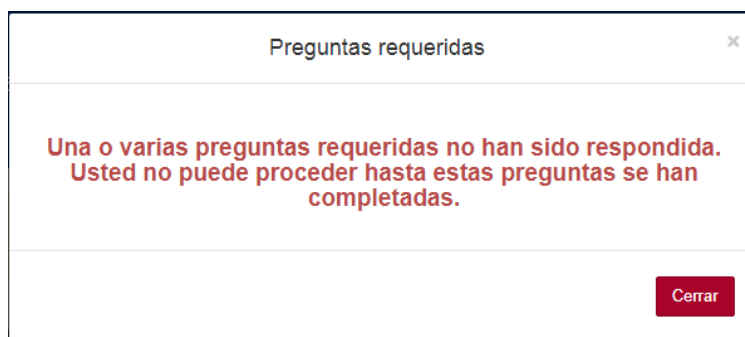 Preguntas requeridas
×
Una o varias preguntas requeridas no han sido respondida.
Usted no puede proceder hasta estas preguntas se han
completadas.
Cerrar